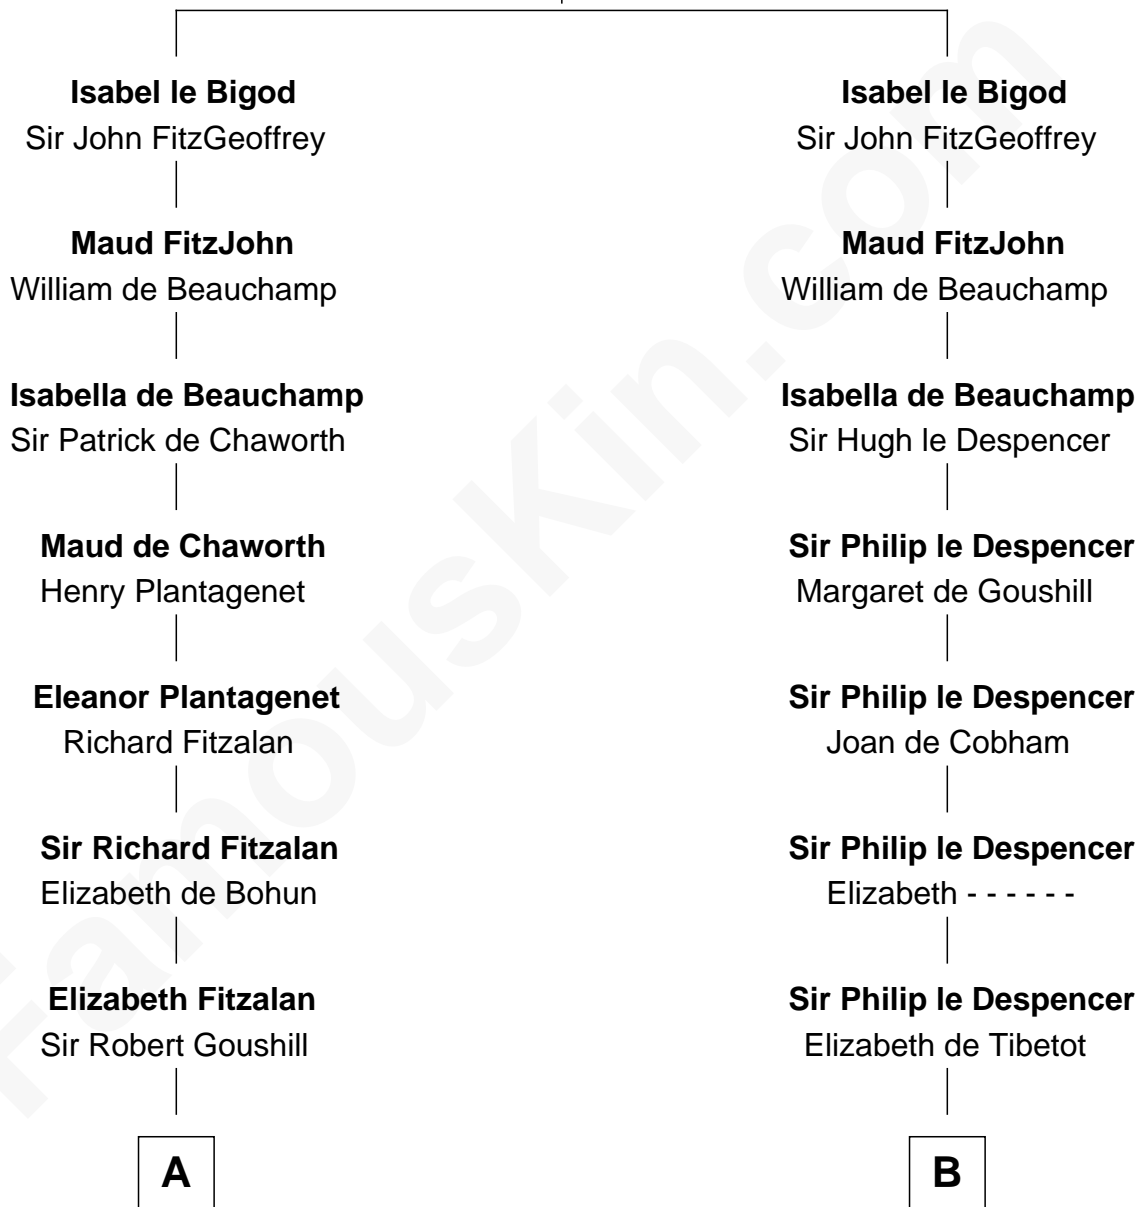 Isabel le Bigod
Sir John FitzGeoffrey
Maud FitzJohn
William de Beauchamp
Isabella de Beauchamp
Sir Patrick de Chaworth
Maud de Chaworth
Henry Plantagenet
Eleanor Plantagenet
Richard Fitzalan
Sir Richard Fitzalan
Elizabeth de Bohun
Elizabeth Fitzalan
Sir Robert Goushill
A
Isabel le Bigod
Sir John FitzGeoffrey
Maud FitzJohn
William de Beauchamp
Isabella de Beauchamp
Sir Hugh le Despencer
Sir Philip le Despencer
Margaret de Goushill
Sir Philip le Despencer
Joan de Cobham
Sir Philip le Despencer
Elizabeth - - - - - -
Sir Philip le Despencer
Elizabeth de Tibetot
B
FamousKin.com